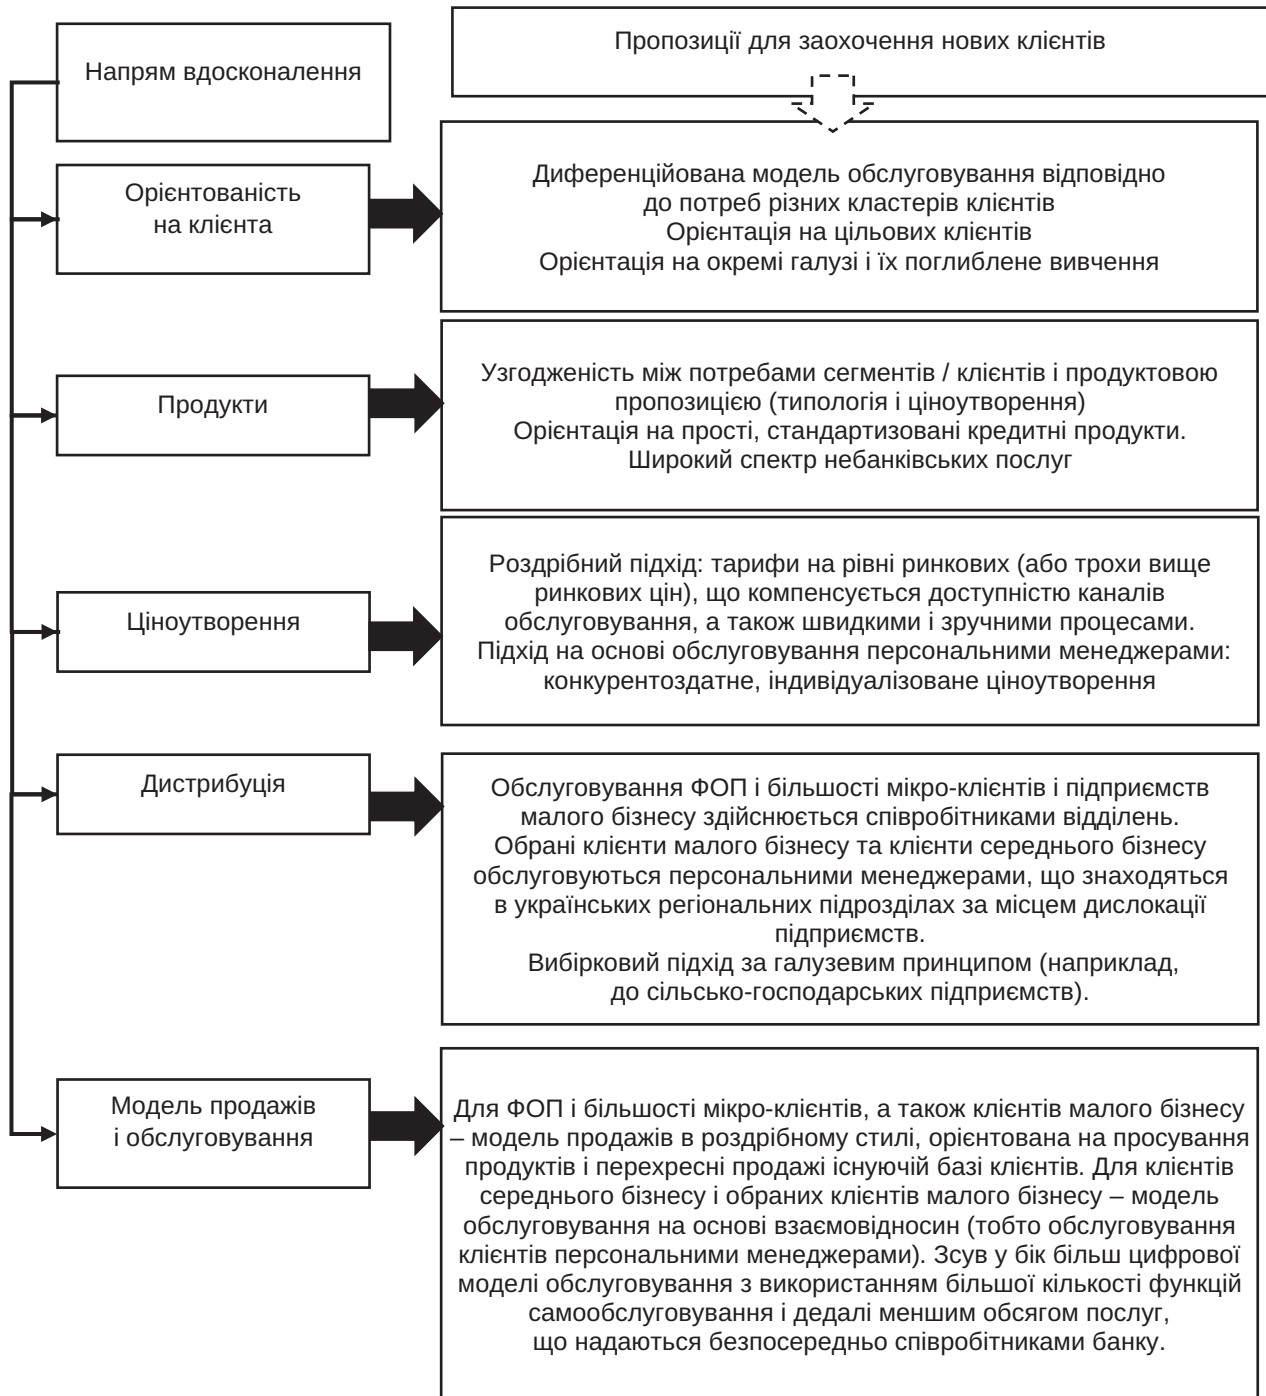 Напрям вдосконалення
Пропозиції для заохочення нових клієнтів
Орієнтованість
на клієнта
Диференційована модель обслуговування відповідно
до потреб різних кластерів клієнтів
Орієнтація на цільових клієнтів
Орієнтація на окремі галузі і їх поглиблене вивчення
Продукти
Узгодженість між потребами сегментів / клієнтів і продуктовою
пропозицією (типологія і ціноутворення)
Орієнтація на прості, стандартизовані кредитні продукти.
Широкий спектр небанківських послуг
Ціноутворення
Роздрібний підхід: тарифи на рівні ринкових (або трохи вище
ринкових цін), що компенсується доступністю каналів
обслуговування, а також швидкими і зручними процесами.
Підхід на основі обслуговування персональними менеджерами:
конкурентоздатне, індивідуалізоване ціноутворення
Дистрибуція
Обслуговування ФОП і більшості мікро-клієнтів і підприємств
малого бізнесу здійснюється співробітниками відділень.
Обрані клієнти малого бізнесу та клієнти середнього бізнесу
обслуговуються персональними менеджерами, що знаходяться
в українських регіональних підрозділах за місцем дислокації
підприємств.
Вибірковий підхід за галузевим принципом (наприклад,
до сільсько-господарських підприємств).
Модель продажів
і обслуговування
Для ФОП і більшості мікро-клієнтів, а також клієнтів малого бізнесу
– модель продажів в роздрібному стилі, орієнтована на просування
продуктів і перехресні продажі існуючій базі клієнтів. Для клієнтів
середнього бізнесу і обраних клієнтів малого бізнесу – модель
обслуговування на основі взаємовідносин (тобто обслуговування
клієнтів персональними менеджерами). Зсув у бік більш цифрової
моделі обслуговування з використанням більшої кількості функцій
самообслуговування і дедалі меншим обсягом послуг,
що надаються безпосередньо співробітниками банку.